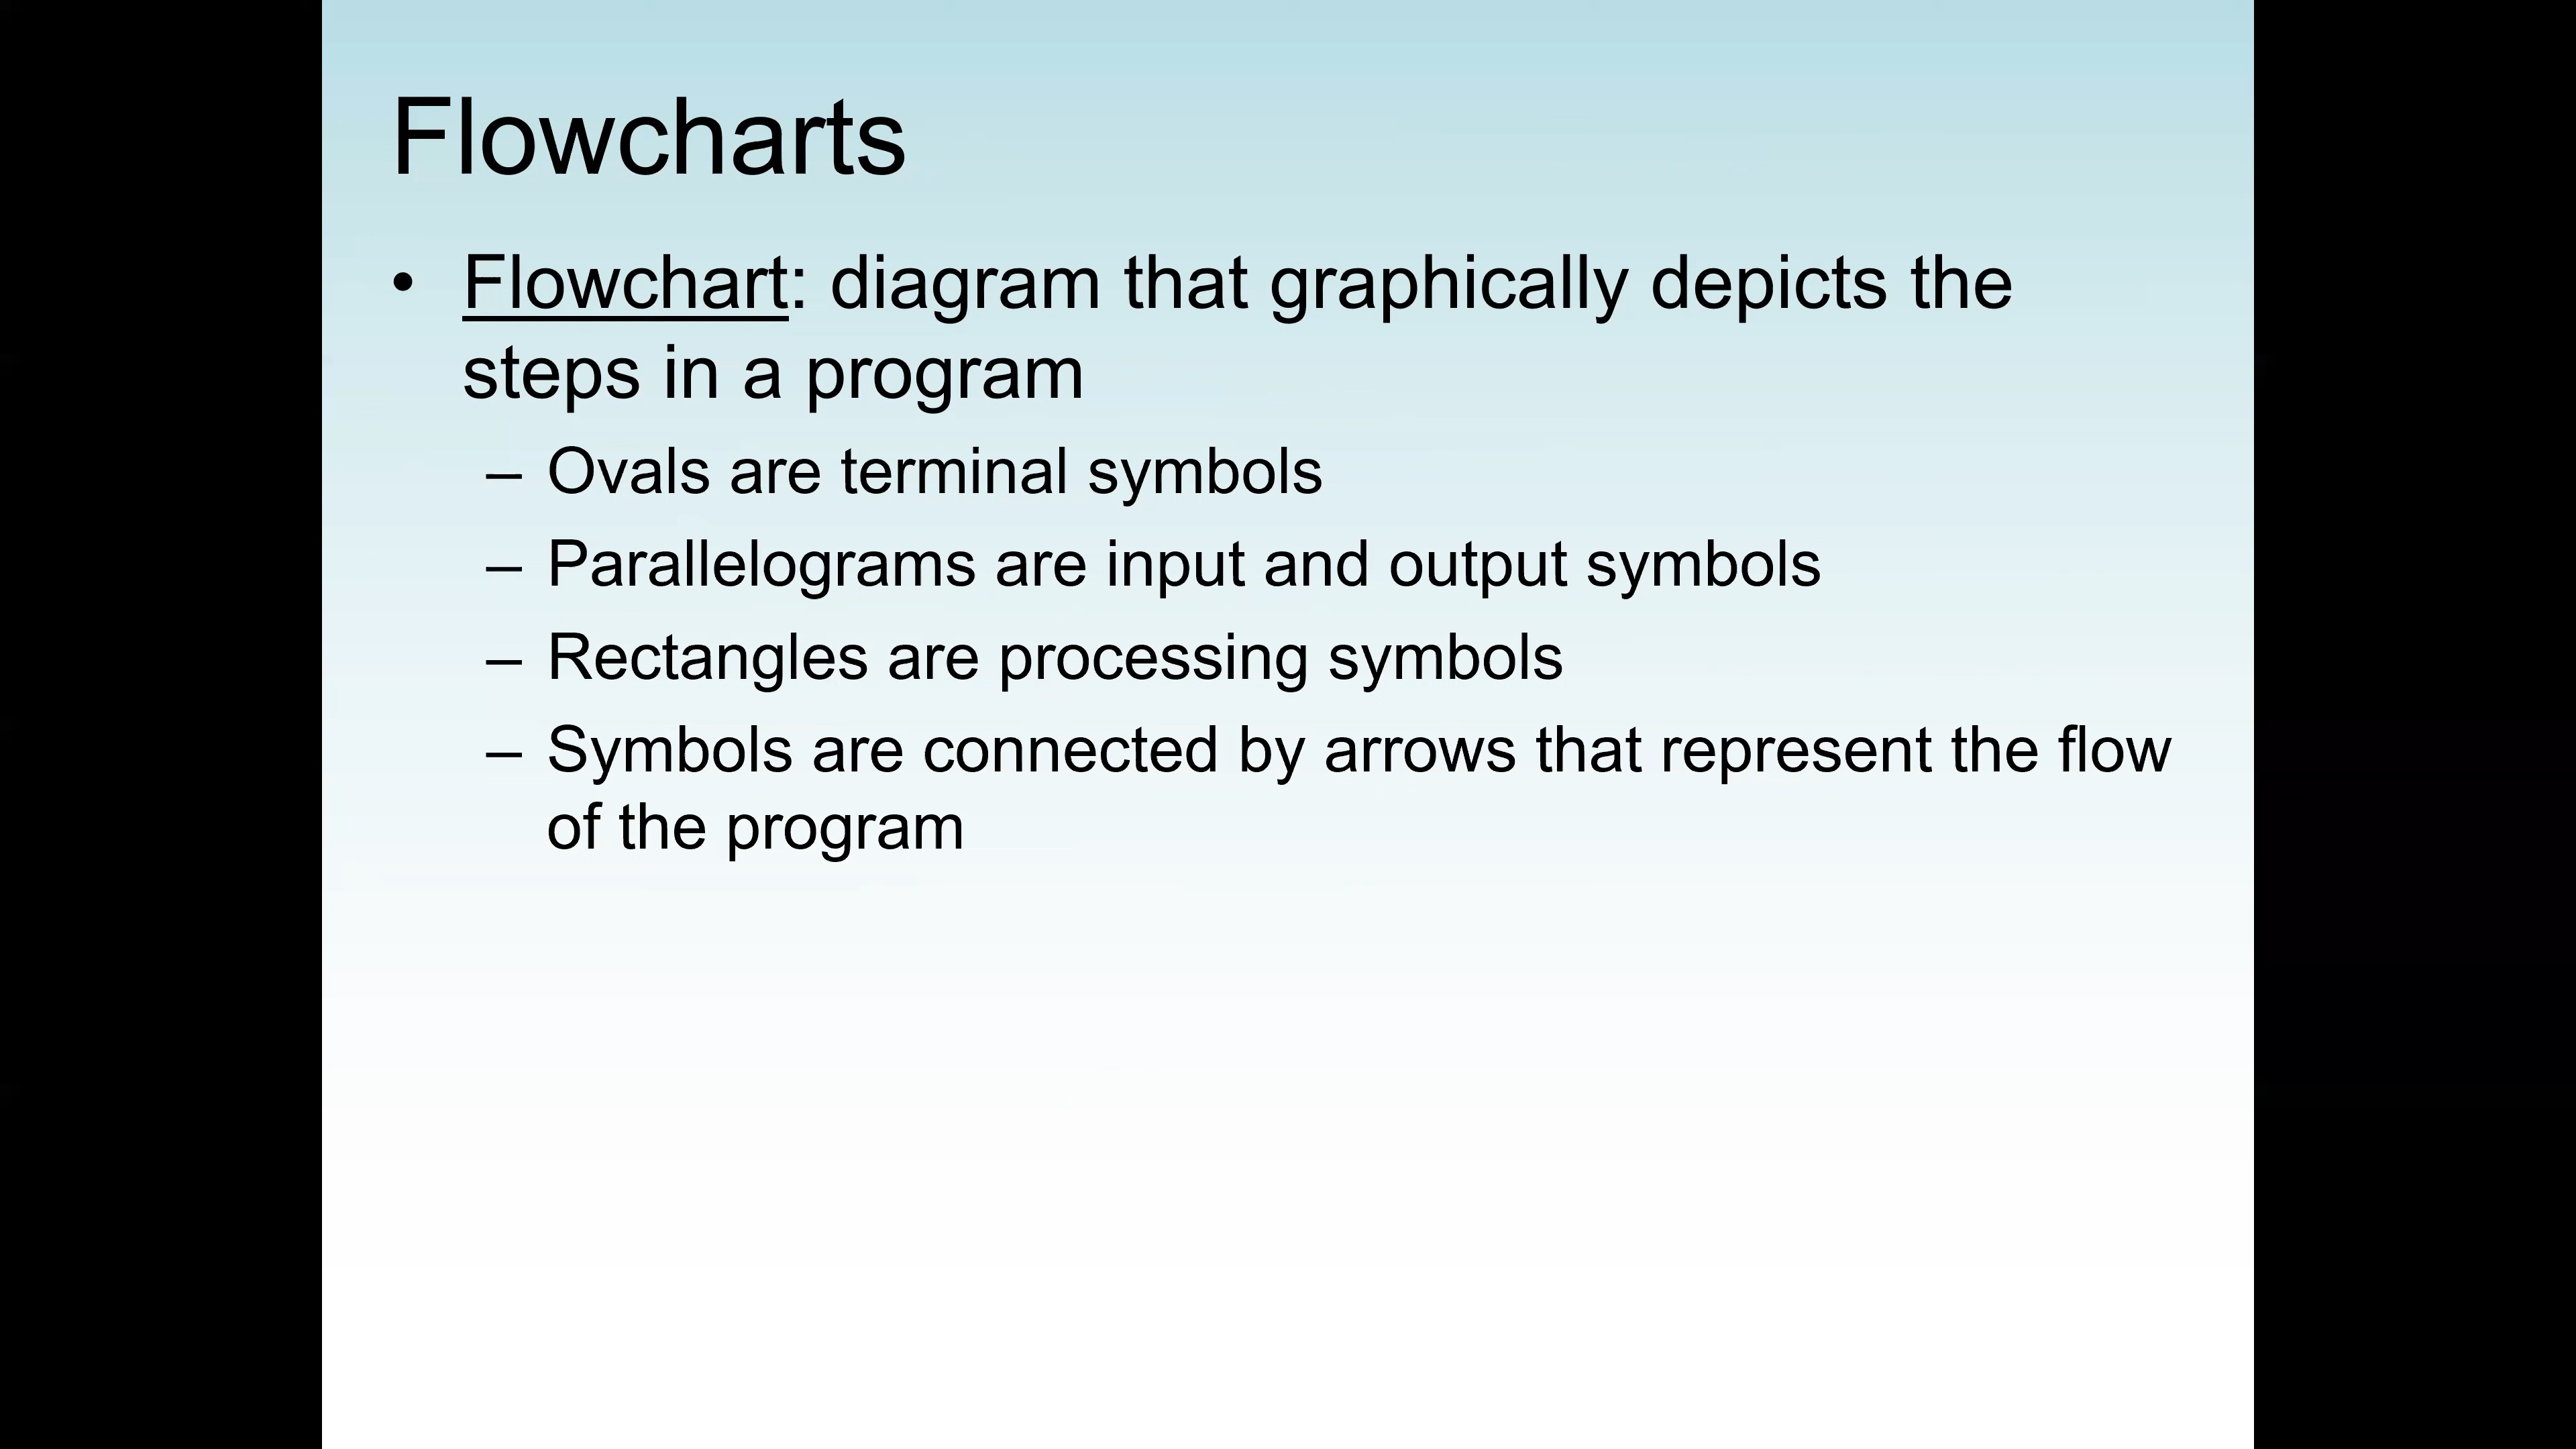 Flowcharts
• Flowchart: diagram that graphically depicts the
steps in a program
– Ovals are terminal symbols
– Parallelograms are input and output symbols
– Rectangles are processing symbols
– Symbols are connected by arrows that represent the flow
of the program